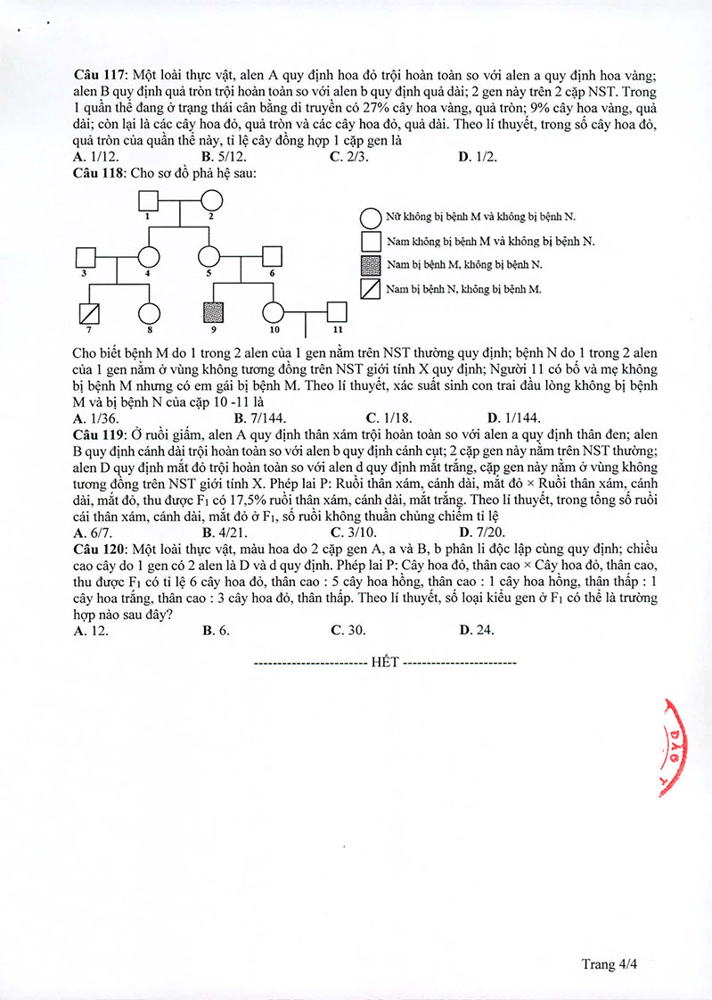 Câu 117: Một loài thực vật, alen A quy định hoa đỏ trội hoàn toàn so với alen a quy định hoa vàng;
alen B quy định quả tròn trội hoàn toàn so với alen b quy định quả dài; 2 gen này trên 2 cặp NST. Trong
1 quần thể đang ở trạng thái cân bằng di truyền có 27% cây hoa vàng, quả tròn; 9% cây hoa vàng, quả
dài; còn lại là các cây hoa đỏ, quả tròn và các cây hoa đỏ, quả dài. Theo lí thuyết, trong số cây hoa đỏ,
quả tròn của quần thể này, tỉ lệ cây đồng hợp 1 cặp gen là
A. 1/12. B. 5/12. C. 2/3. D. 1/2.
Câu 118: Cho sơ đồ phả hệ sau:
1 2
Nữ không bị bệnh M và không bị bệnh N.
Nam không bị bệnh M và không bị bệnh N.
Nam bị bệnh M, không bị bệnh N.
Nam bị bệnh N, không bị bệnh M.
3 4 5 6
7 8 9 10 11
Cho biết bệnh M do 1 trong 2 alen của 1 gen nằm trên NST thường quy định; bệnh N do 1 trong 2 alen
của 1 gen nằm ở vùng không tương đồng trên NST giới tính X quy định; Người 11 có bố và mẹ không
bị bệnh M nhưng có em gái bị bệnh M. Theo lí thuyết, xác suất sinh con trai đầu lòng không bị bệnh
M và bị bệnh N của cặp 10 -11 là
A. 1/36. B. 7/144. C. 1/18. D. 1/144.
Câu 119: Ở ruồi giấm, alen A quy định thân xám trội hoàn toàn so với alen a quy định thân đen; alen
B quy định cánh dài trội hoàn toàn so với alen b quy định cánh cụt; 2 cặp gen này nằm trên NST thường;
alen D quy định mắt đỏ trội hoàn toàn so với alen d quy định mắt trắng, cặp gen này nằm ở vùng không
tương đồng trên NST giới tính X. Phép lai P: Ruồi thân xám, cánh dài, mắt đỏ × Ruồi thân xám, cánh
dài, mắt đỏ, thu được F1 có 17,5% ruồi thân xám, cánh dài, mắt trắng. Theo lí thuyết, trong tổng số ruồi
cái thân xám, cánh dài, mắt đỏ ở F1, số ruồi không thuần chủng chiếm tỉ lệ
A. 6/7. B. 4/21. C. 3/10. D. 7/20.
Câu 120: Một loài thực vật, màu hoa do 2 cặp gen A, a và B, b phân li độc lập cùng quy định; chiều
cao cây do 1 gen có 2 alen là D và d quy định. Phép lai P: Cây hoa đỏ, thân cao × Cây hoa đỏ, thân cao,
thu được F1 có tỉ lệ 6 cây hoa đỏ, thân cao : 5 cây hoa hồng, thân cao : 1 cây hoa hồng, thân thấp : 1
cây hoa trắng, thân cao : 3 cây hoa đỏ, thân thấp. Theo lí thuyết, số loại kiểu gen ở F1 có thể là trường
hợp nào sau đây?
A. 12. B. 6. C. 30. D. 24.
------------------------- HẾT -------------------------
ĐÀO T
Trang 4/4